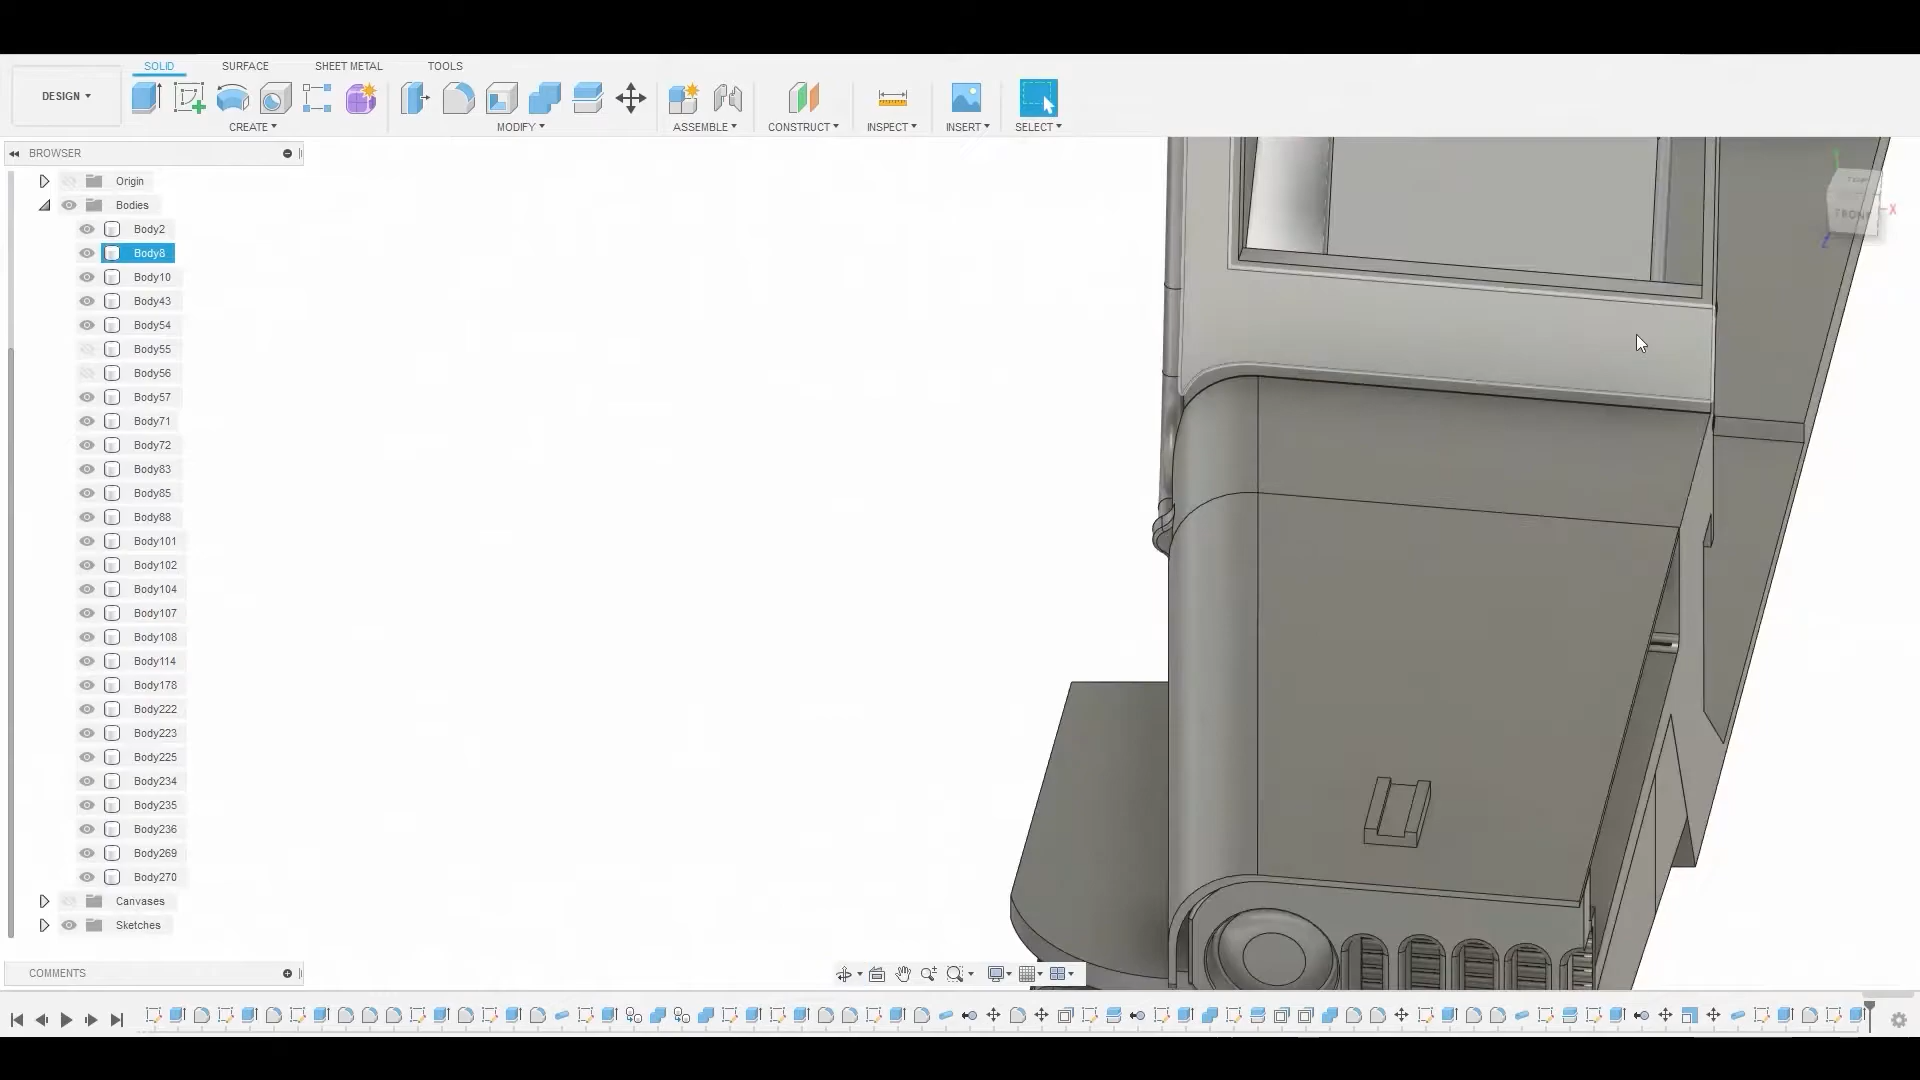 SOLID SURFACE SHEET METAL TOOLS
DESIGN
CREATE MODIFY ASSEMBLE CONSTRUCT INSPECT INSERT SELECT
BROWSER
Origin
Bodies
Body2
Body8
Body10
Body43
Body54
Body55
Body56
Body57
Body71
Body72
Body83
Body85
Body88
Body101
Body102
Body104
Body107
Body108
Body114
Body178
Body222
Body223
Body225
Body234
Body235
Body236
Body269
Body270
Canvases
Sketches
COMMENTS
TOP
FRONT
X
Y
Z